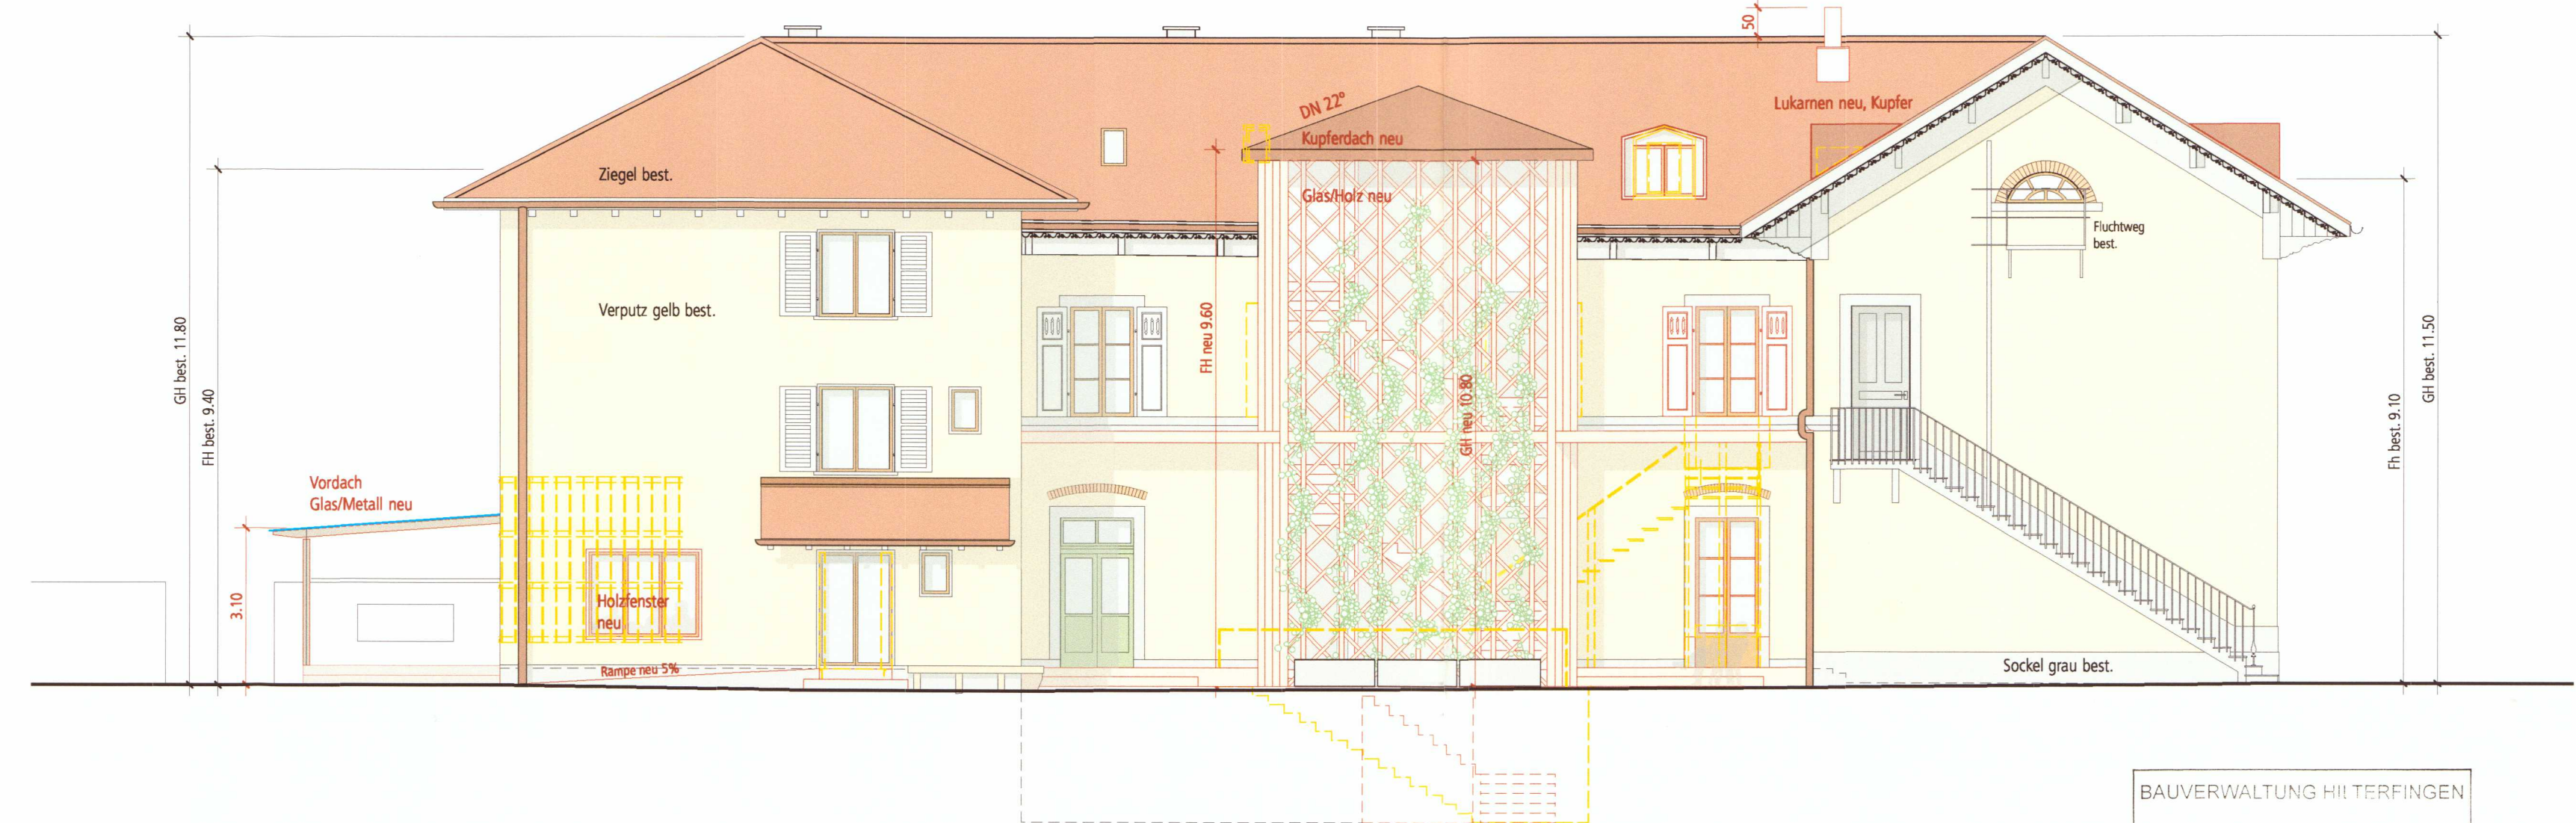 50
Lukarnen neu, Kupfer
DN 22°
Kupferdach neu
Ziegel best.
Glas/Holz neu
Fluchtweg
best.
Verputz gelb best.
GH best. 11.80
FH best. 9.40
FH neu 9.60
GH neu 10.80
Fh best. 9.10
GH best. 11.50
Vordach
Glas/Metall neu
3.10
Holzfenster
neu
Rampe neu 5%
Sockel grau best.
BAUVERWALTUNG HILTERFINGEN